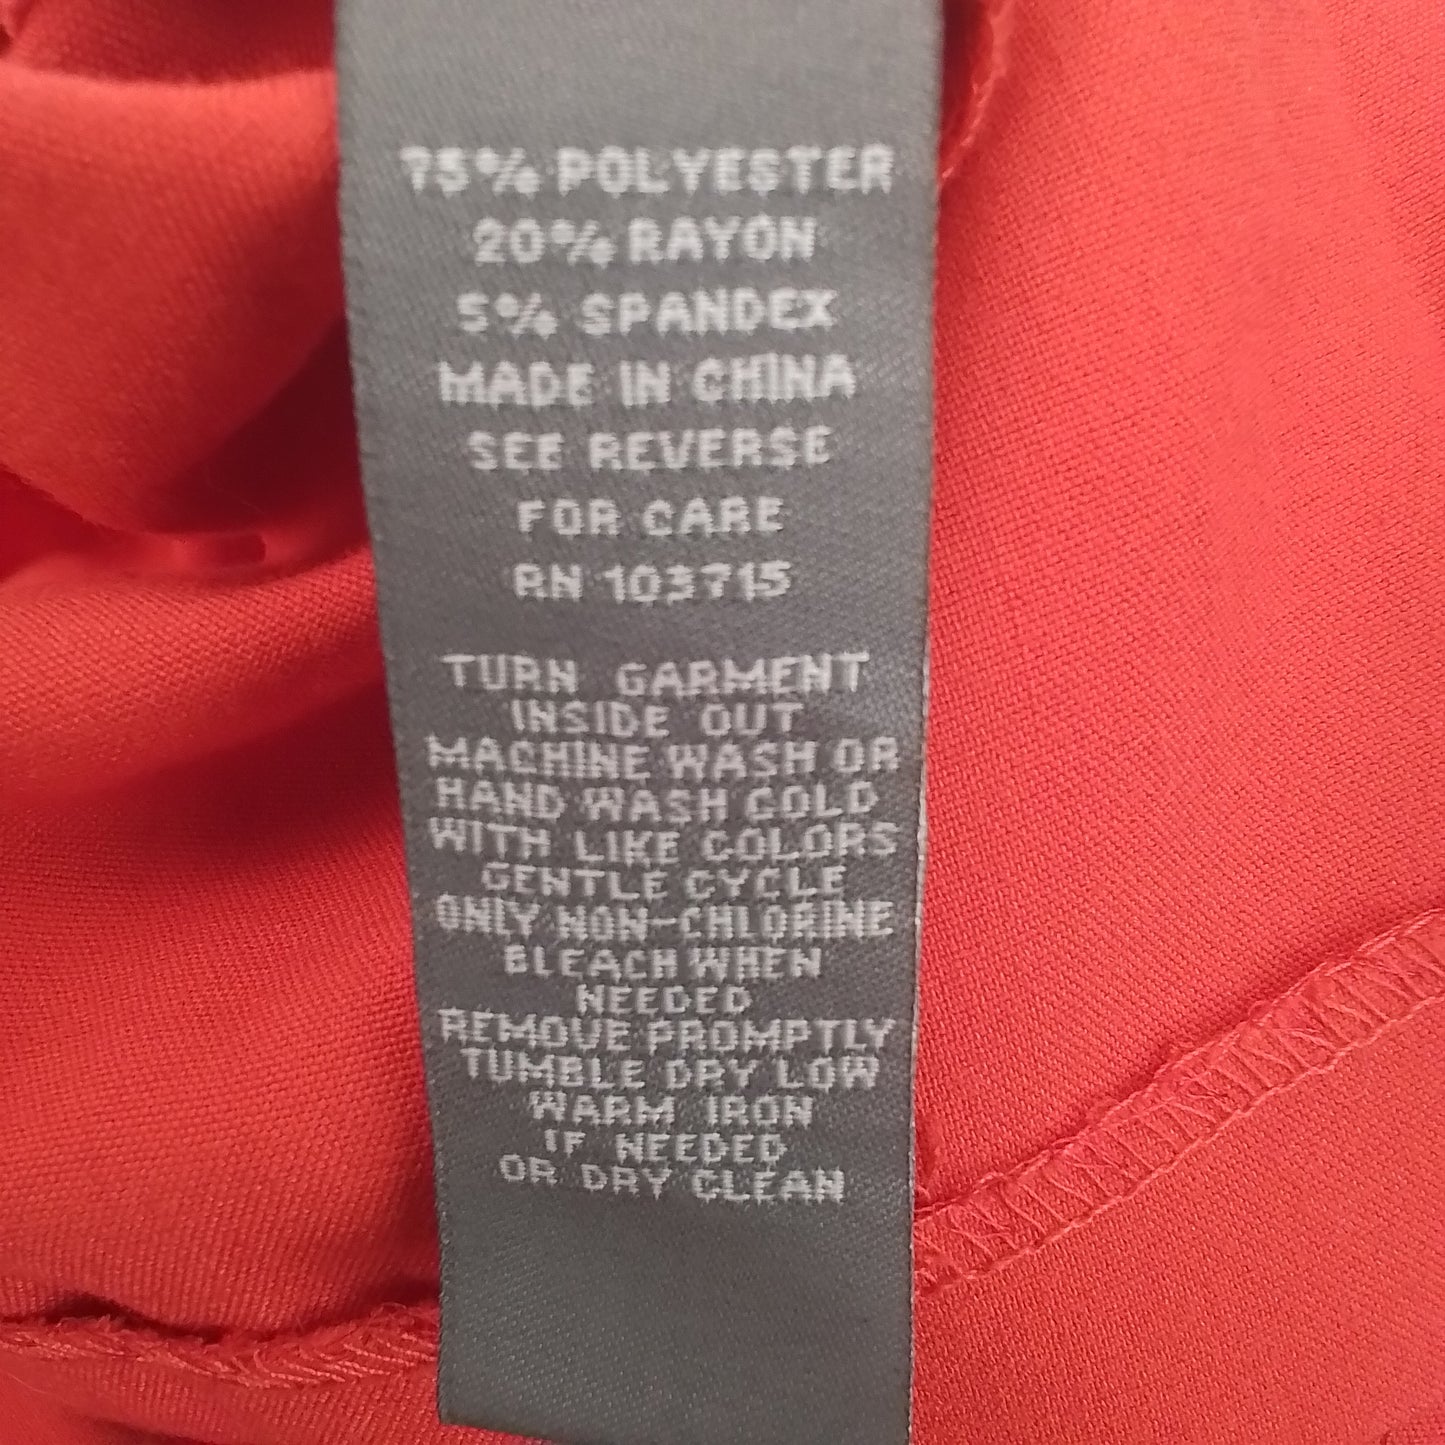 75% POLYESTER
20% RAYON
5% SPANDEX
MADE IN CHINA
SEE REVERSE
FOR CARE
RN 103715
TURN GARMENT
INSIDE OUT
MACHINE WASH OR
HAND WASH COLD
WITH LIKE COLORS
GENTLE CYCLE
ONLY NON-CHLORINE
BLEACH WHEN
NEEDED
REMOVE PROMPTLY
TUMBLE DRY LOW
WARM IRON
IF NEEDED
OR DRY CLEAN